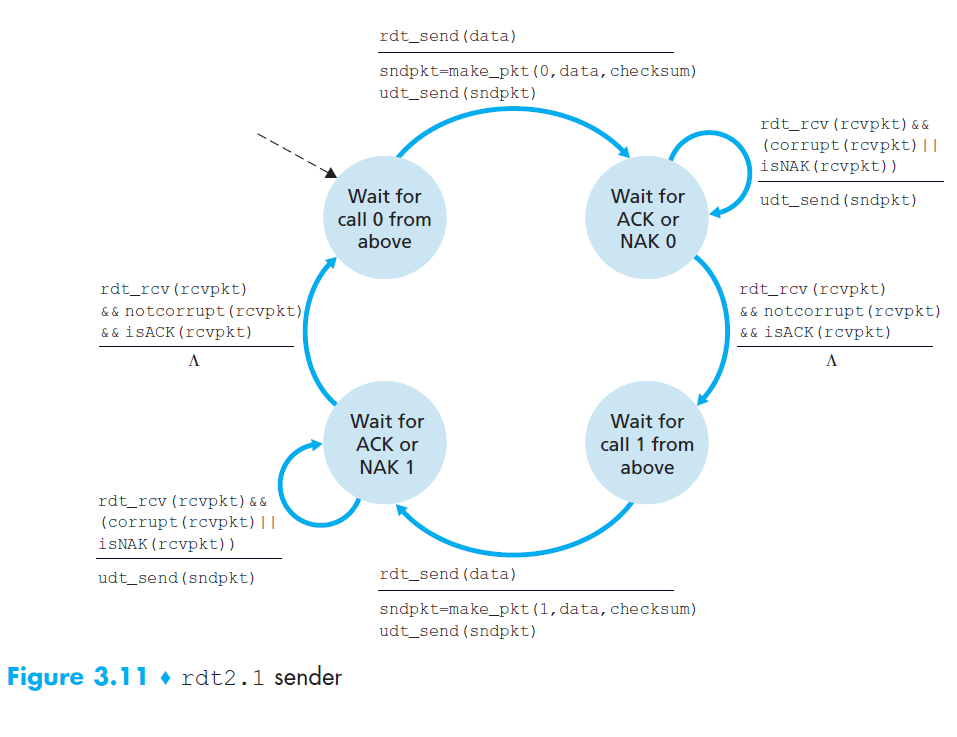 rdt_send(data)
sndpkt=make_pkt(0,data,checksum)
udt_send(sndpkt)
rdt_rcv(rcvpkt)&&
(corrupt(rcvpkt)||
isNAK(rcvpkt))
udt_send(sndpkt)
Wait for
call 0 from
above
Wait for
ACK or
NAK 0
rdt_rcv(rcvpkt)
&&notcorrupt(rcvpkt)
&&isACK(rcvpkt)
Λ
rdt_rcv(rcvpkt)
&&notcorrupt(rcvpkt)
&&isACK(rcvpkt)
Λ
Wait for
ACK or
NAK 1
Wait for
call 1 from
above
rdt_rcv(rcvpkt)&&
(corrupt(rcvpkt)||
isNAK(rcvpkt))
udt_send(sndpkt)
rdt_send(data)
sndpkt=make_pkt(1,data,checksum)
udt_send(sndpkt)
Figure 3.11 ♦ rdt2.1 sender